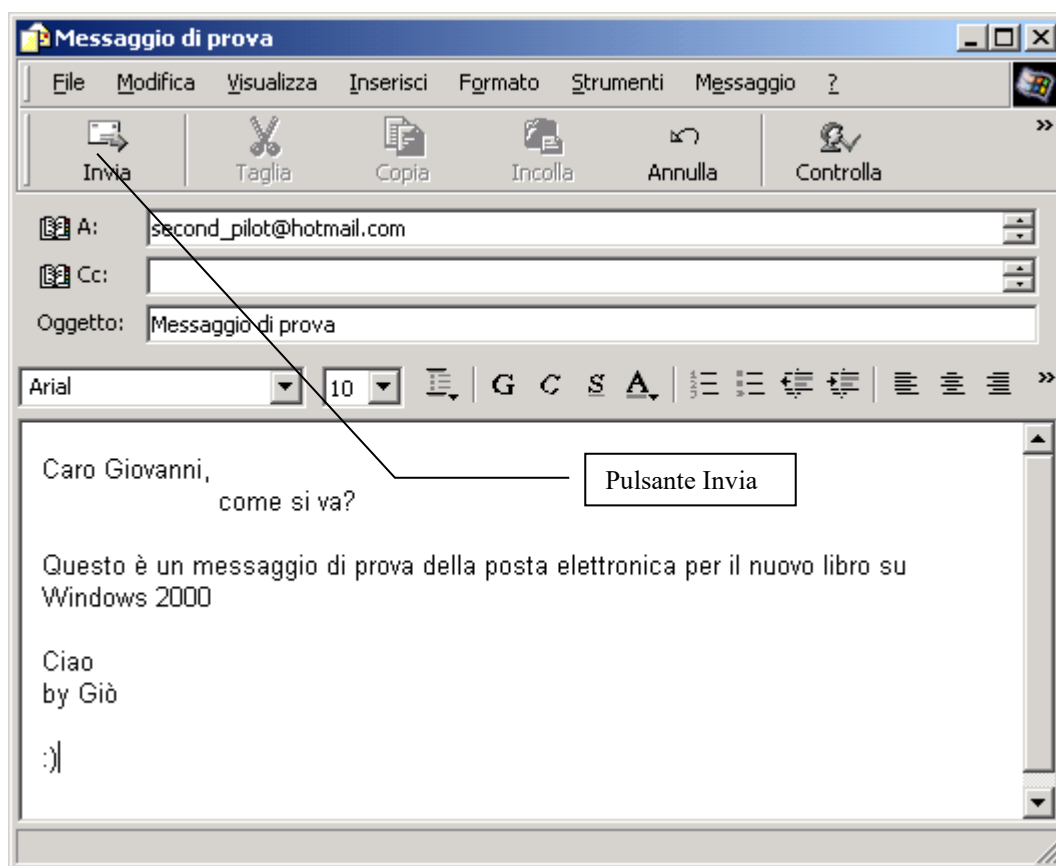 Messaggio di prova
File Modifica Visualizza Inserisci Formato Strumenti Messaggio ?
Invia Taglia Copia Incolla Annulla Controlla »
A: second_pilot@hotmail.com
Cc:
Oggetto: Messaggio di prova
Arial 10 G C S A »
Caro Giovanni,
Pulsante Invia
come si va?
Questo è un messaggio di prova della posta elettronica per il nuovo libro su
Windows 2000
Ciao
by Giò
:)